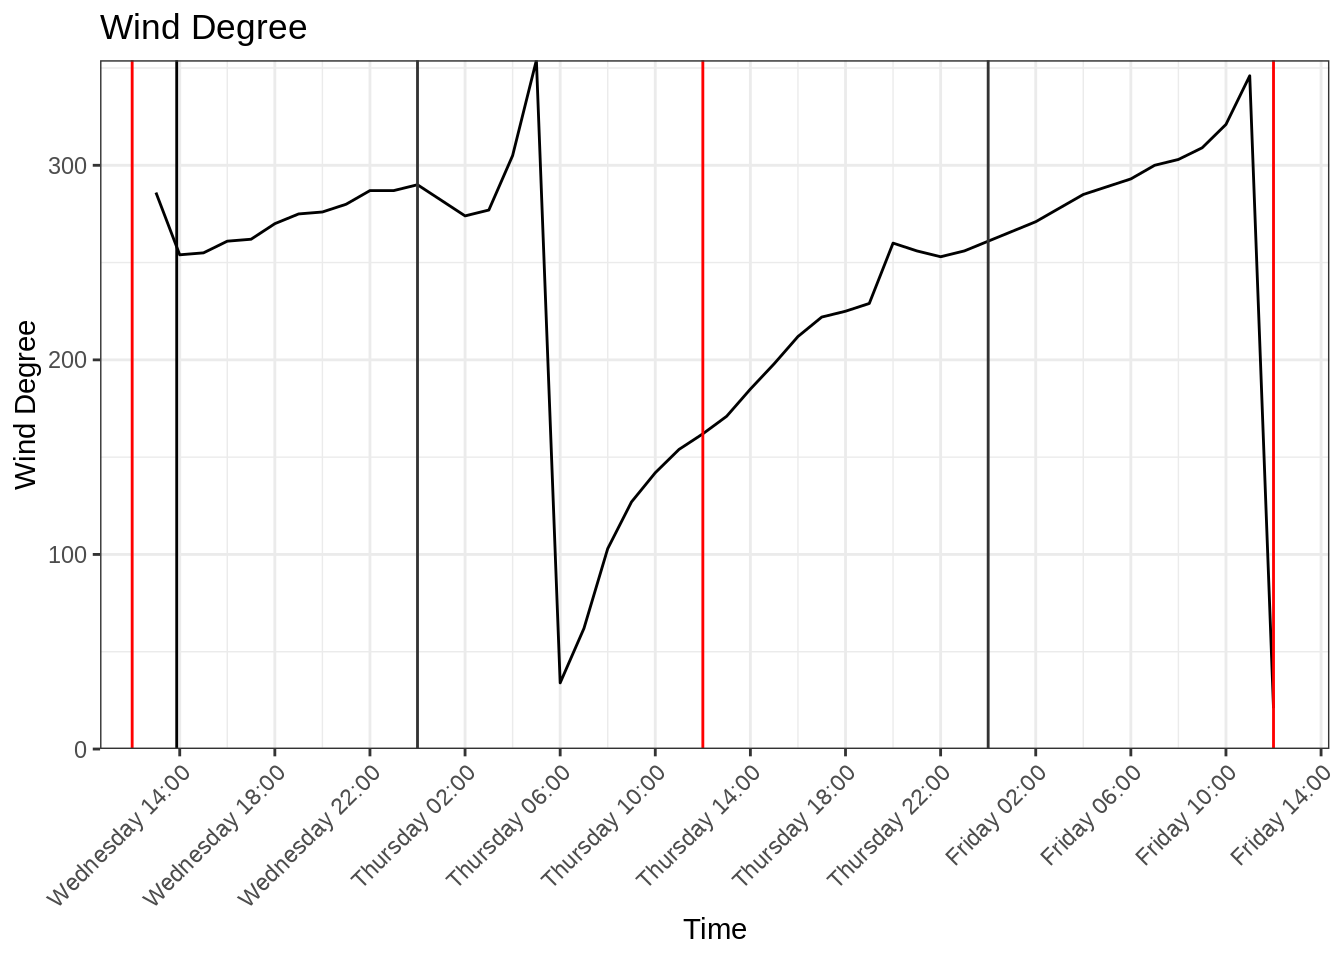 Wind Degree
Wind Degree
300
200
100
0
Wednesday 14:00
Wednesday 18:00
Wednesday 22:00
Thursday 02:00
Thursday 06:00
Thursday 10:00
Thursday 14:00
Thursday 18:00
Thursday 22:00
Friday 02:00
Friday 06:00
Friday 10:00
Friday 14:00
Time